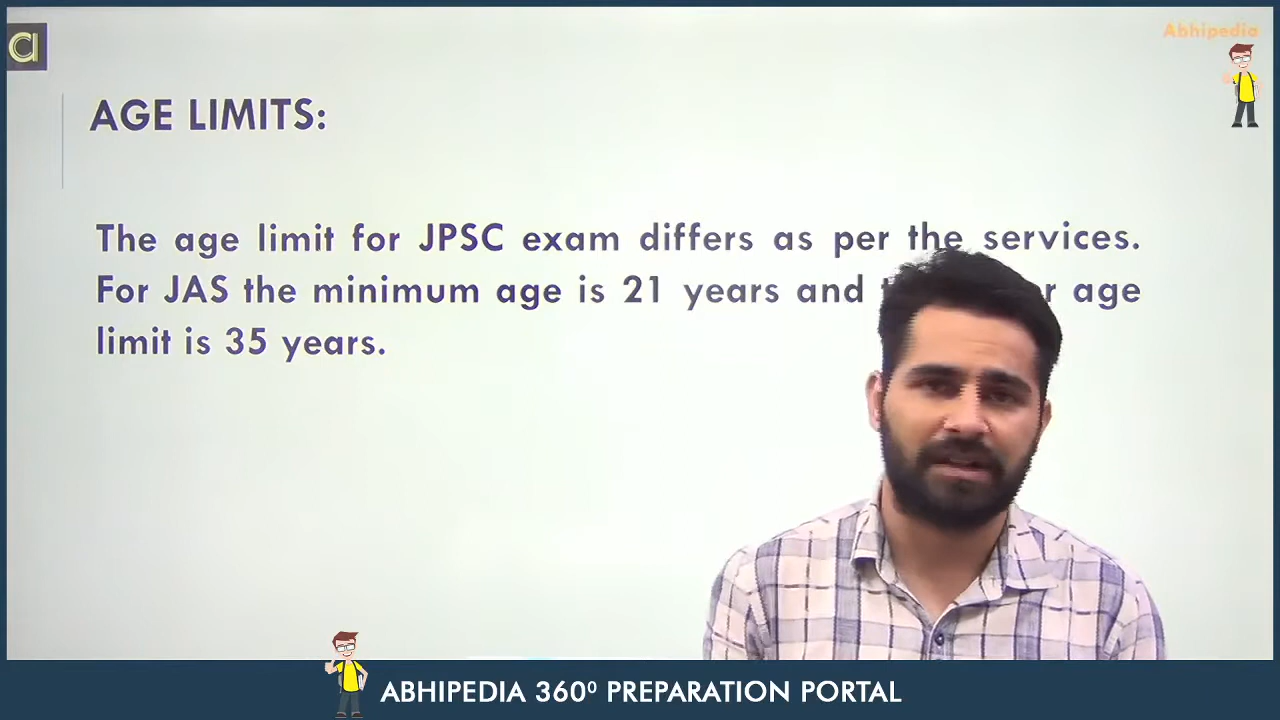 a
Abhipedia
AGE LIMITS:
The age limit for JPSC exam differs as per the services.
For JAS the minimum age is 21 years and age
limit is 35 years.
ABHIPEDIA 360⁰ PREPARATION PORTAL